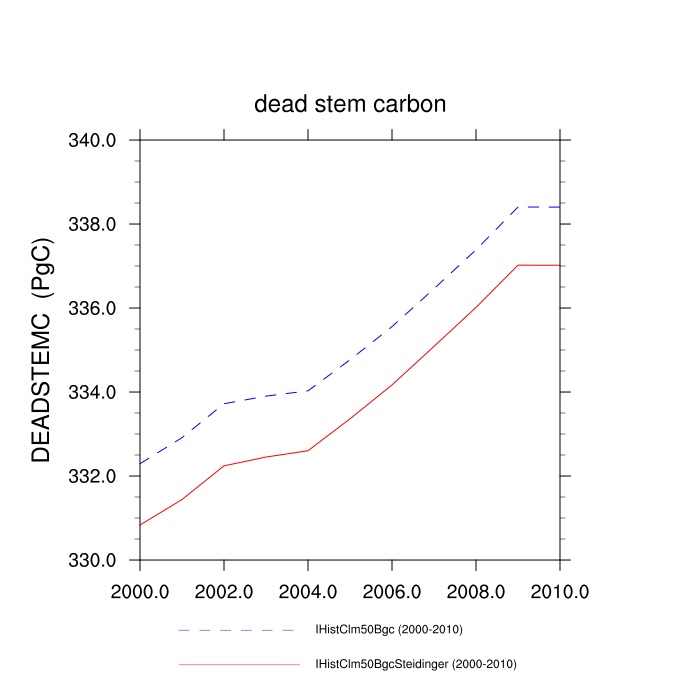 dead stem carbon
340.0
338.0
336.0
334.0
332.0
330.0
DEADSTEMC (PgC)
2000.0 2002.0 2004.0 2006.0 2008.0 2010.0
IHistClm50Bgc (2000-2010)
IHistClm50BgcSteidinger (2000-2010)